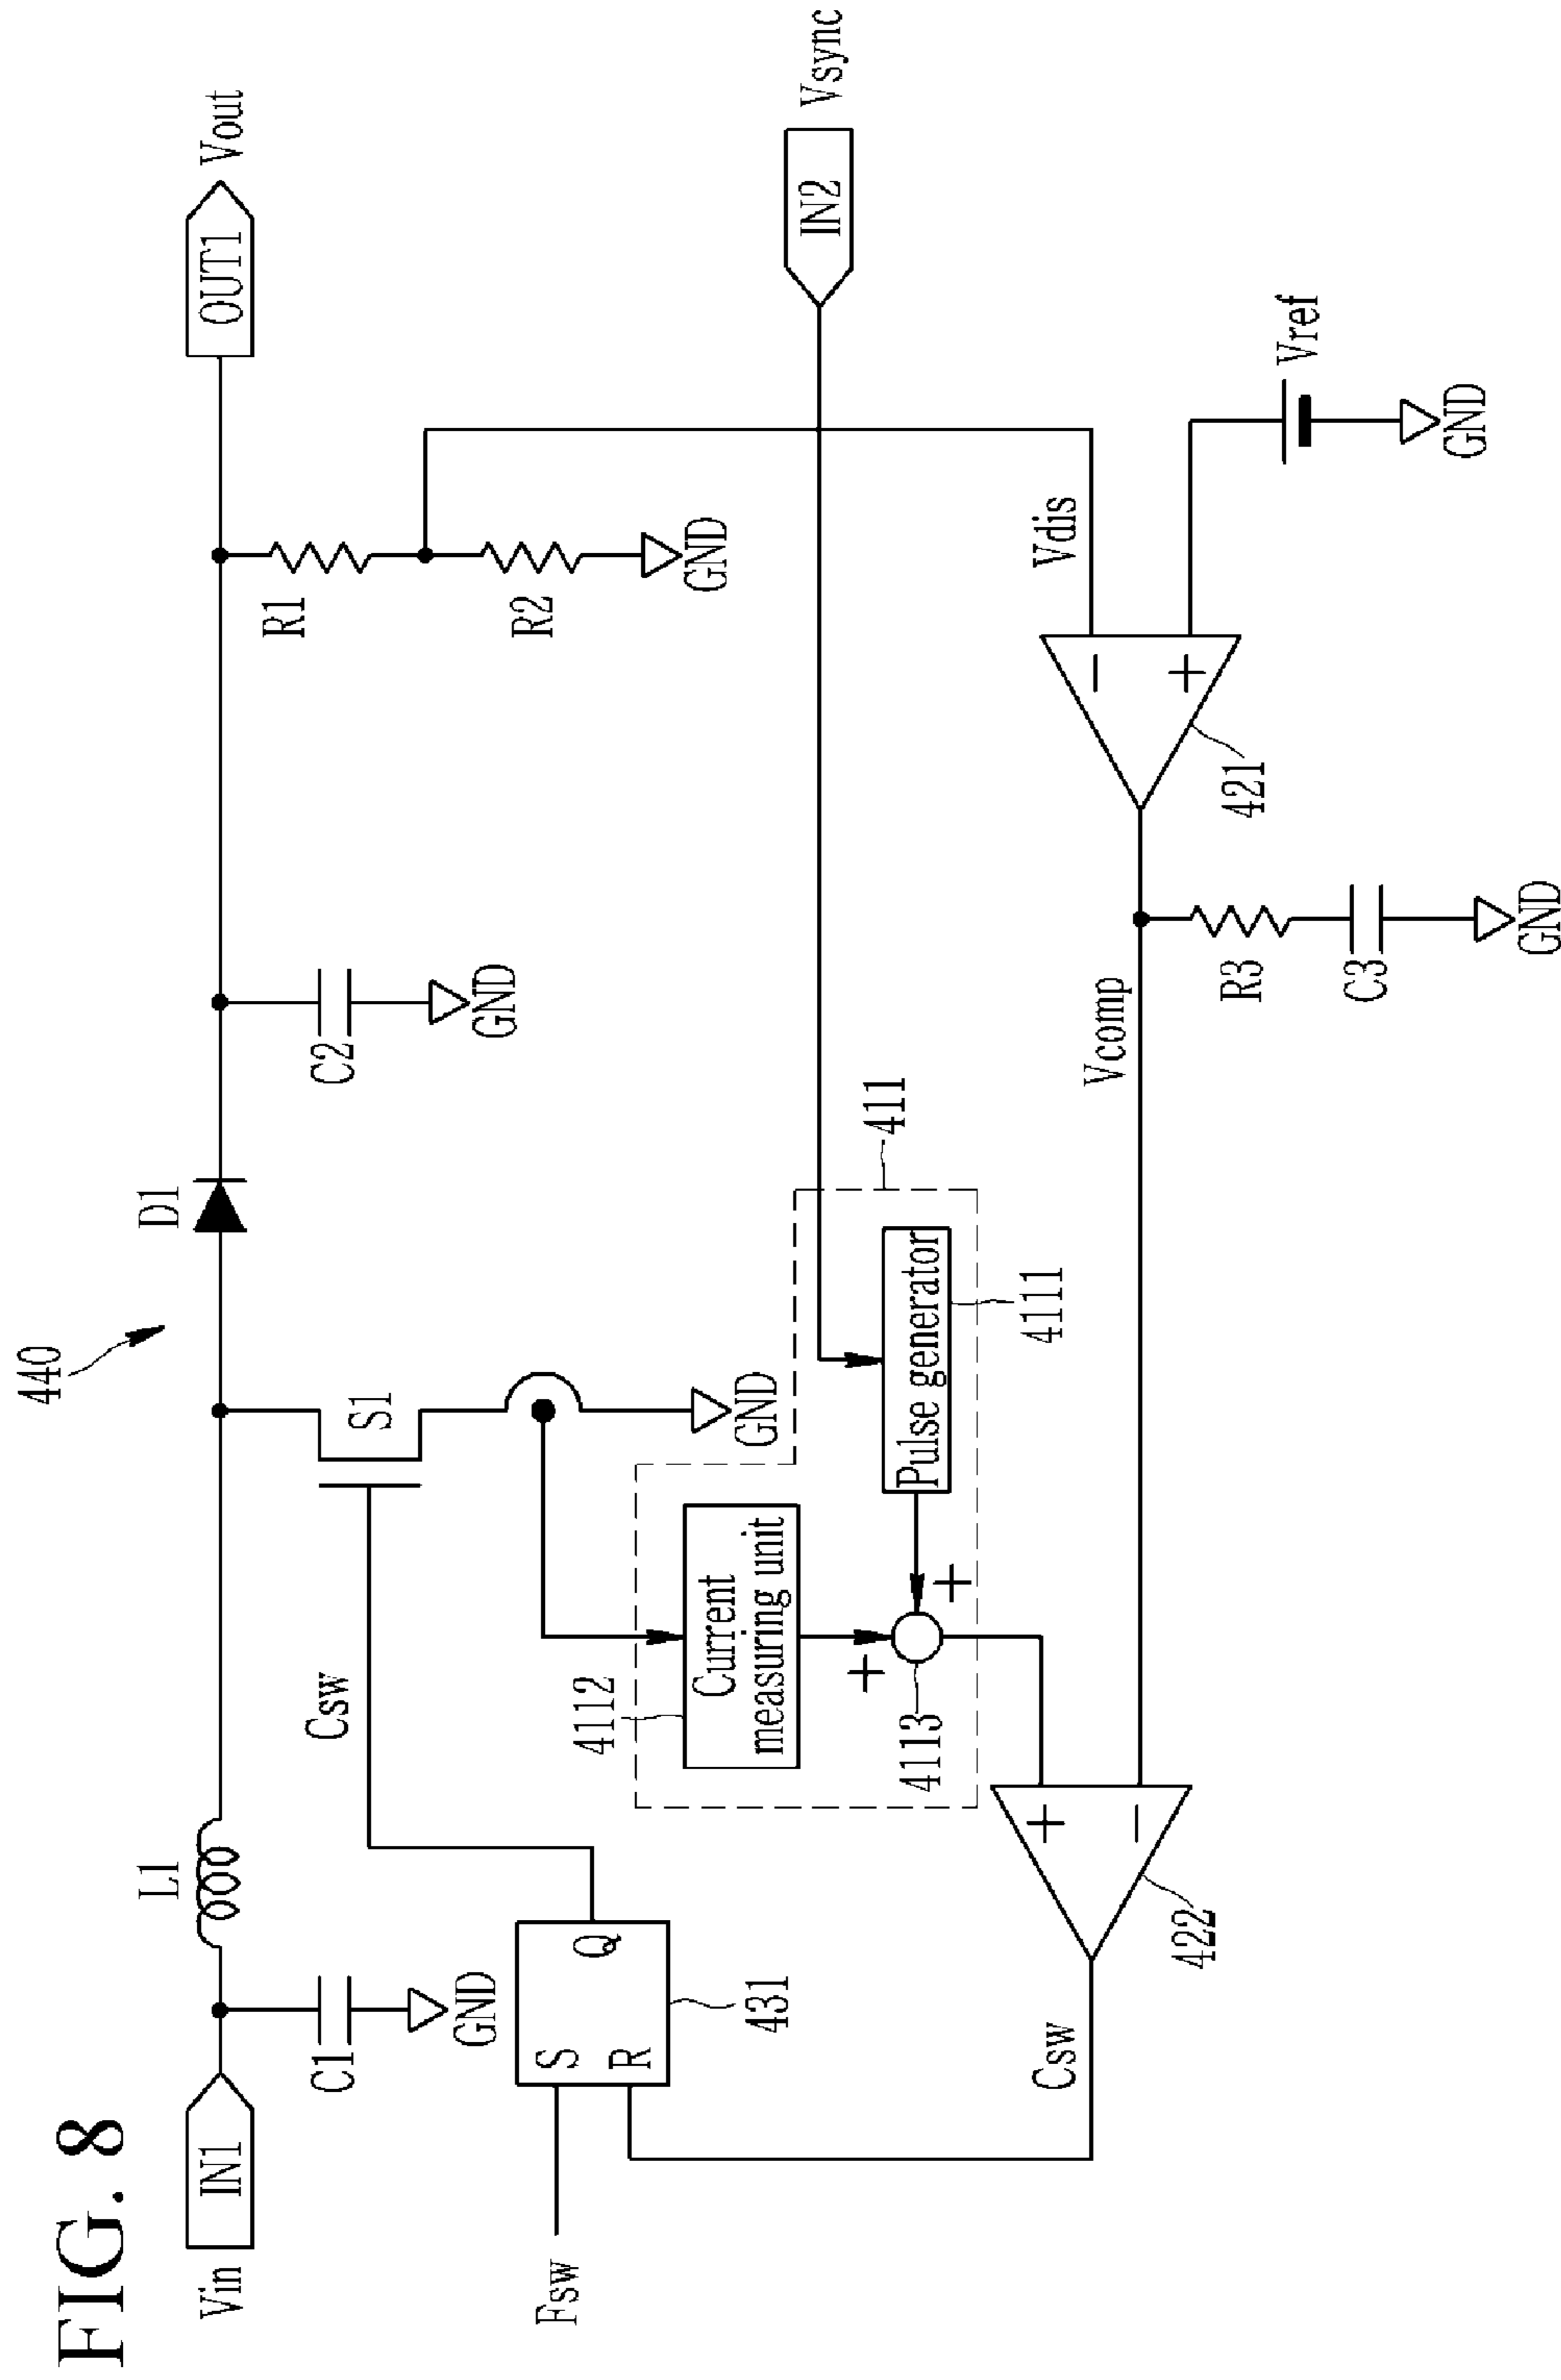 FIG. 8
440
Vin
IN1
L1
D1
OUT1
Vout
C1
GND
Csw
S1
C2
GND
R1
R2
GND
Fsw
S
R
Q
431
GND
4112
Current
measuring unit
411
Vsync
IN2
Pulse generator
4111
+
+
4113
Csw
+
−
422
Vcomp
R3
C3
GND
Vdis
−
+
421
Vref
GND